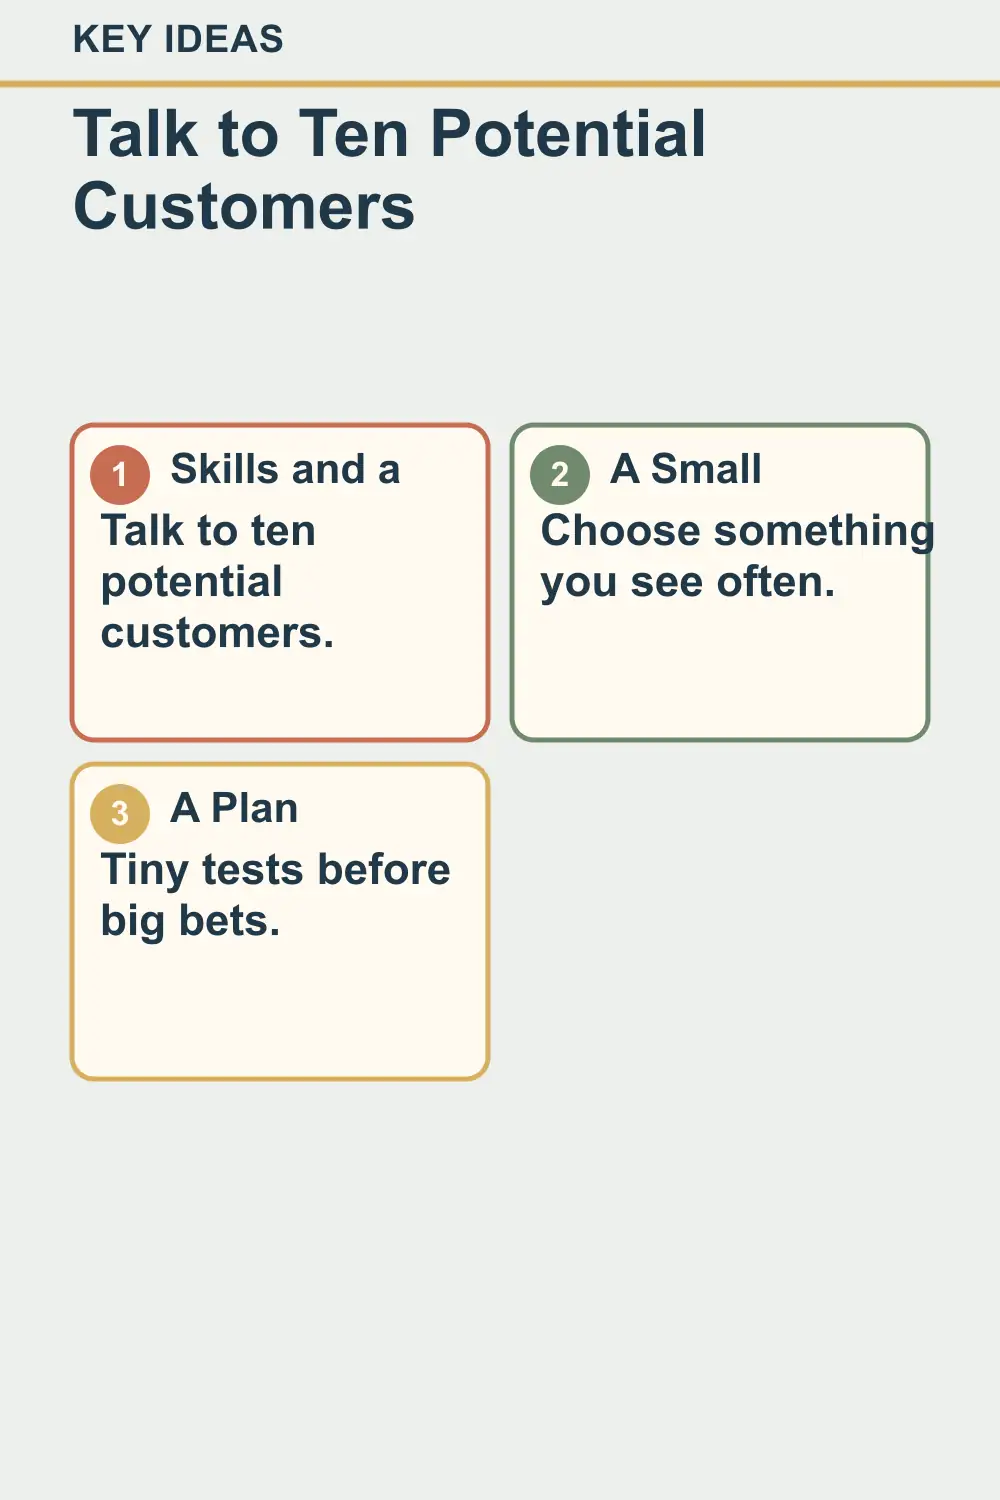 KEY IDEAS
Talk to Ten Potential
Customers
1 Skills and a
Talk to ten
potential
customers.
2 A Small
Choose something
you see often.
3 A Plan
Tiny tests before
big bets.